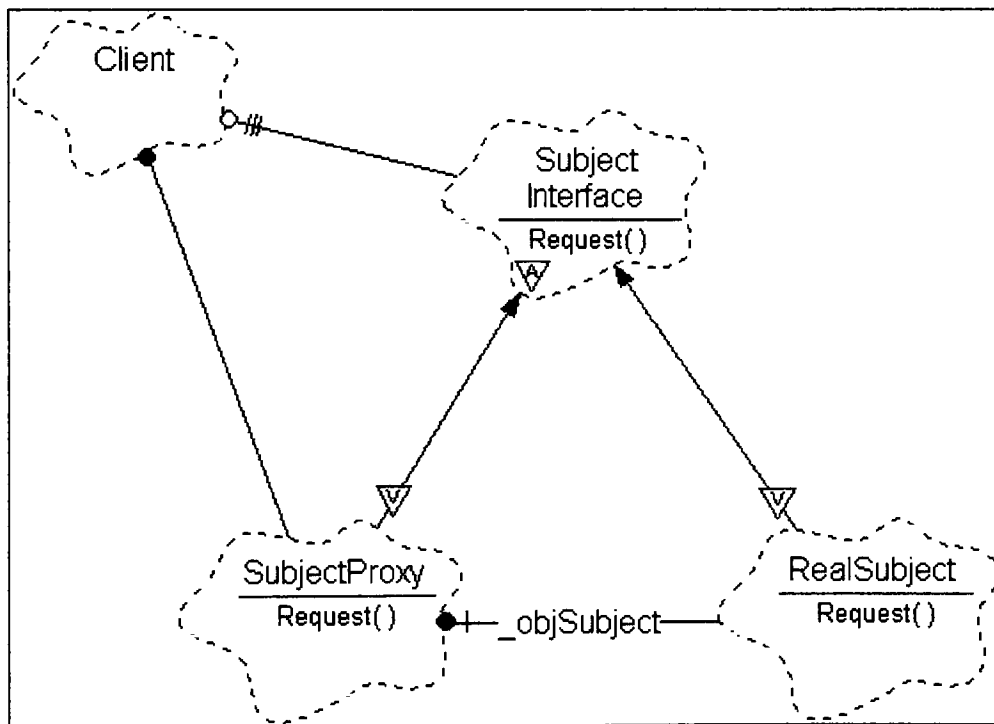 Client
Subject
Interface
Request( )
A
V
V
SubjectProxy
Request( )
RealSubject
Request( )
_objSubject